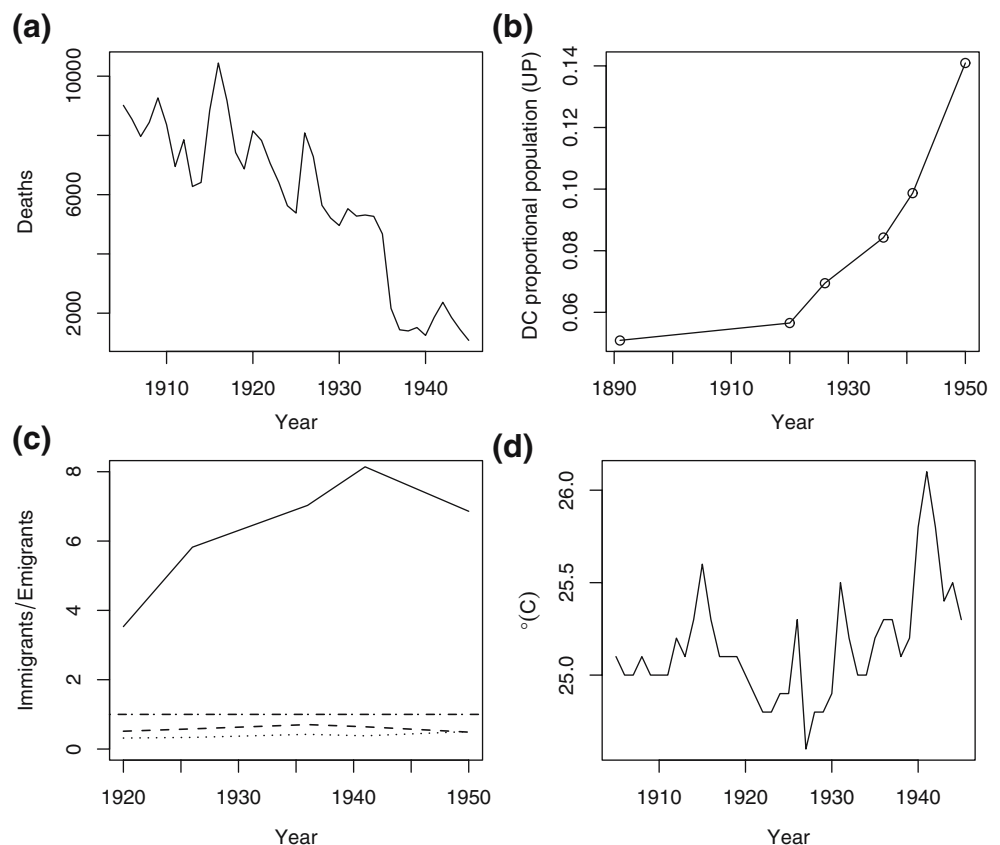 (a)
Deaths
10000
6000
2000
1910 1920 1930 1940
Year
(b)
DC proportional population (UP)
0.14
0.12
0.10
0.08
0.06
1890 1910 1930 1950
Year
(c)
Immigrants/Emigrants
8
6
4
2
0
1920 1930 1940 1950
Year
(d)
°(C)
26.0
25.5
25.0
1910 1920 1930 1940
Year